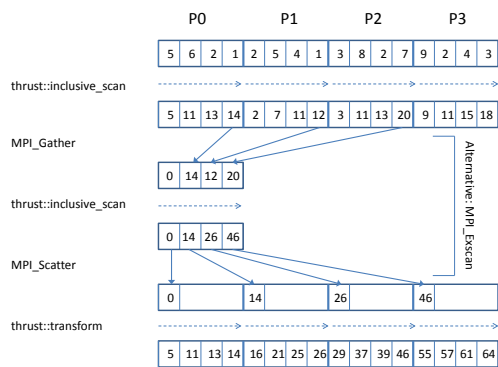 P0 P1 P2 P3
5 6 2 1 2 5 4 1 3 8 2 7 9 2 4 3
thrust::inclusive_scan
5 11 13 14 2 7 11 12 3 11 13 20 9 11 15 18
MPI_Gather
0 14 12 20
Alternative: MPI_Exscan
thrust::inclusive_scan
0 14 26 46
MPI_Scatter
0 14 26 46
thrust::transform
5 11 13 14 16 21 25 26 29 37 39 46 55 57 61 64